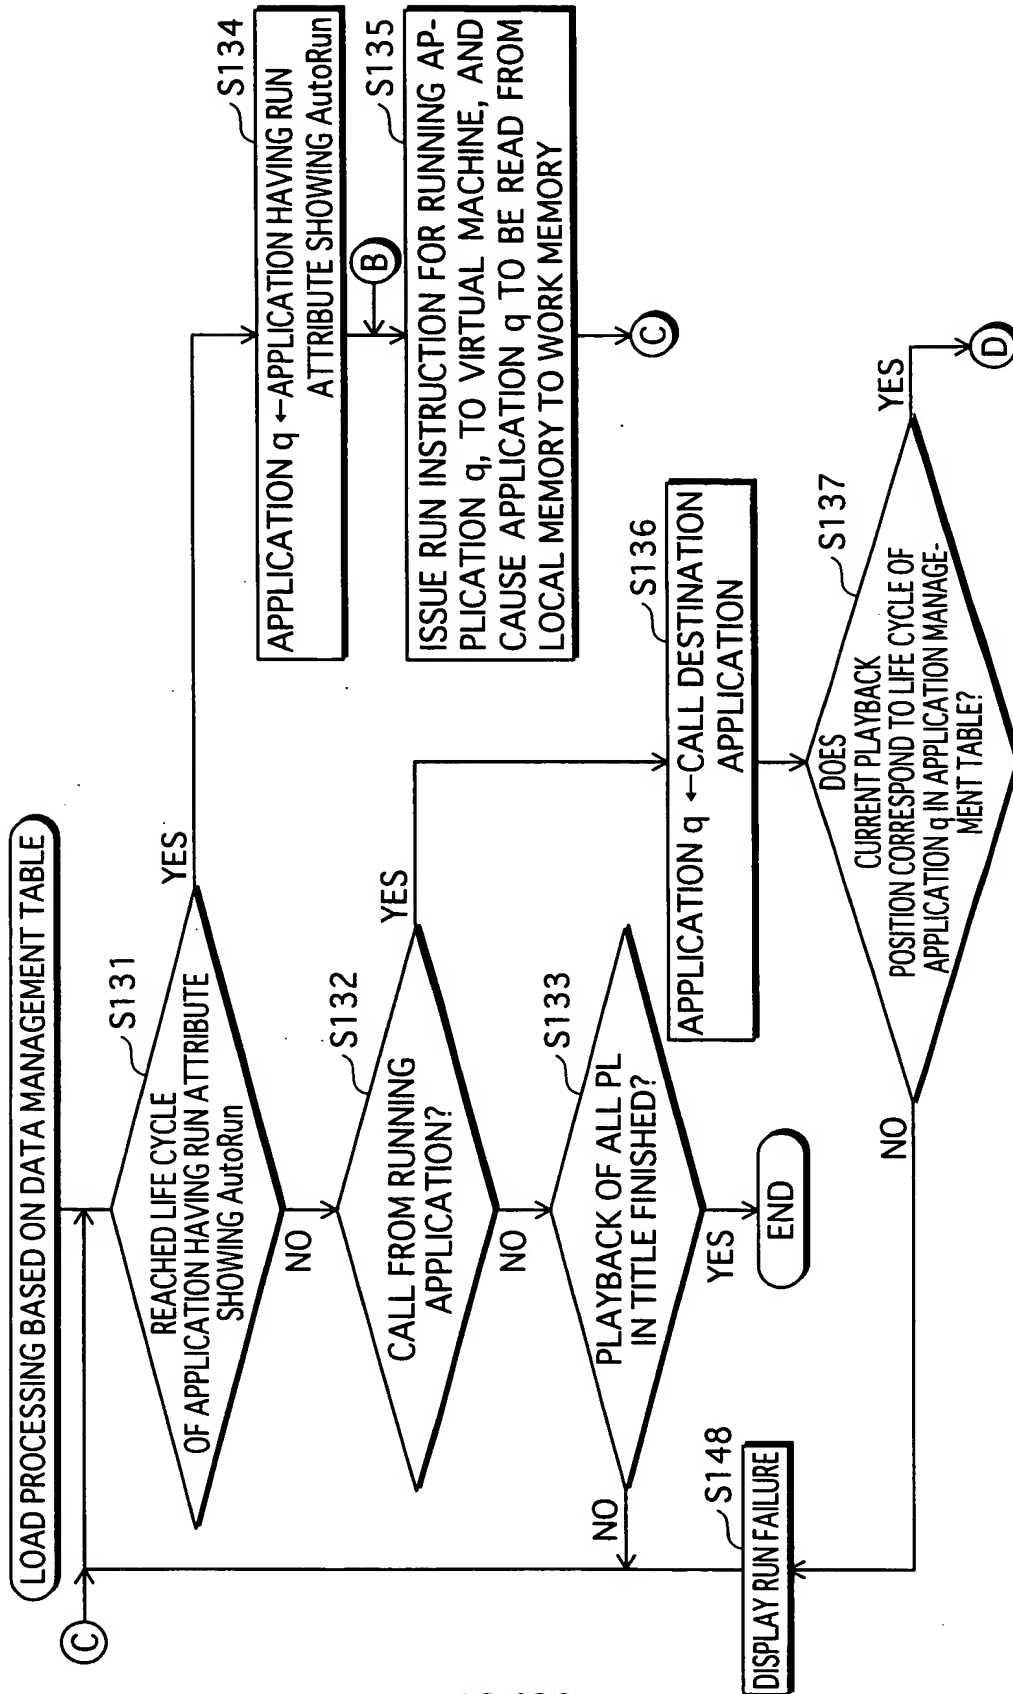 LOAD PROCESSING BASED ON DATA MANAGEMENT TABLE
C
S131
REACHED LIFE CYCLE
OF APPLICATION HAVING RUN ATTRIBUTE
SHOWING AutoRun
YES
NO
S132
CALL FROM RUNNING
APPLICATION?
YES
NO
S133
PLAYBACK OF ALL PL
IN TITLE FINISHED?
NO
YES
END
S134
APPLICATION q ←APPLICATION HAVING RUN
ATTRIBUTE SHOWING AutoRun
B
S135
ISSUE RUN INSTRUCTION FOR RUNNING AP-
PLICATION q, TO VIRTUAL MACHINE, AND
CAUSE APPLICATION q TO BE READ FROM
LOCAL MEMORY TO WORK MEMORY
C
S136
APPLICATION q ←CALL DESTINATION
APPLICATION
S137
DOES
CURRENT PLAYBACK
POSITION CORRESPOND TO LIFE CYCLE OF
APPLICATION q IN APPLICATION MANAGE-
MENT TABLE?
YES
D
NO
S148
DISPLAY RUN FAILURE